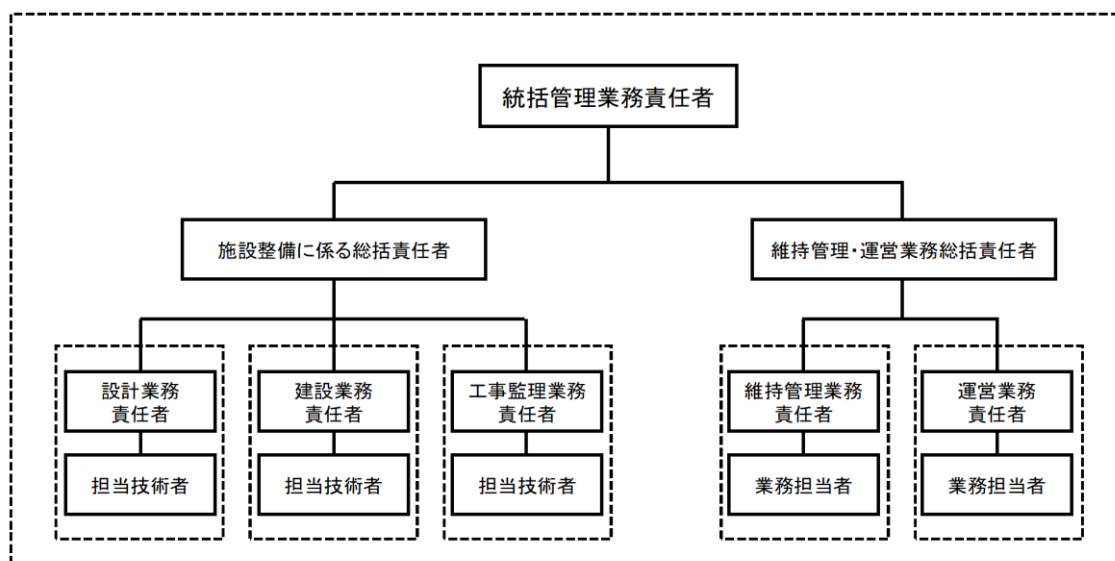 統括管理業務責任者
施設整備に係る総括責任者
維持管理・運営業務総括責任者
設計業務
責任者
建設業務
責任者
工事監理業務
責任者
維持管理業務
責任者
運営業務
責任者
担当技術者
担当技術者
担当技術者
業務担当者
業務担当者